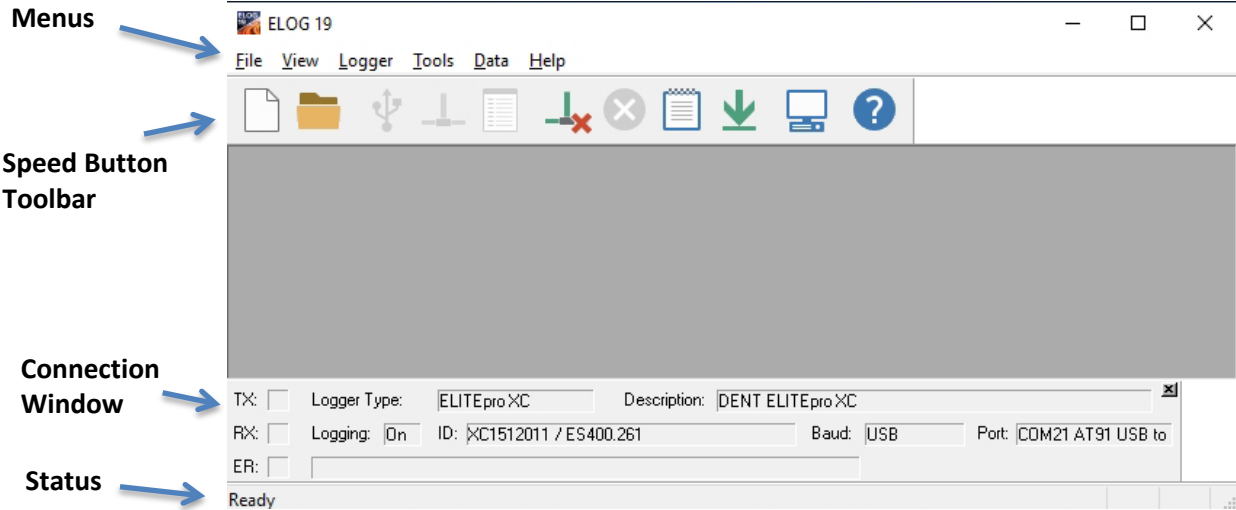 Menus
ELOG 19
File View Logger Tools Data Help
?
Speed Button
Toolbar
Connection
Window
TX: Logger Type: ELITEpro XC Description: DENT ELITEpro XC
RX: Logging: On ID: XC1512011 / ES400.261 Baud: USB Port: COM21 AT91 USB to
ER:
Status
Ready